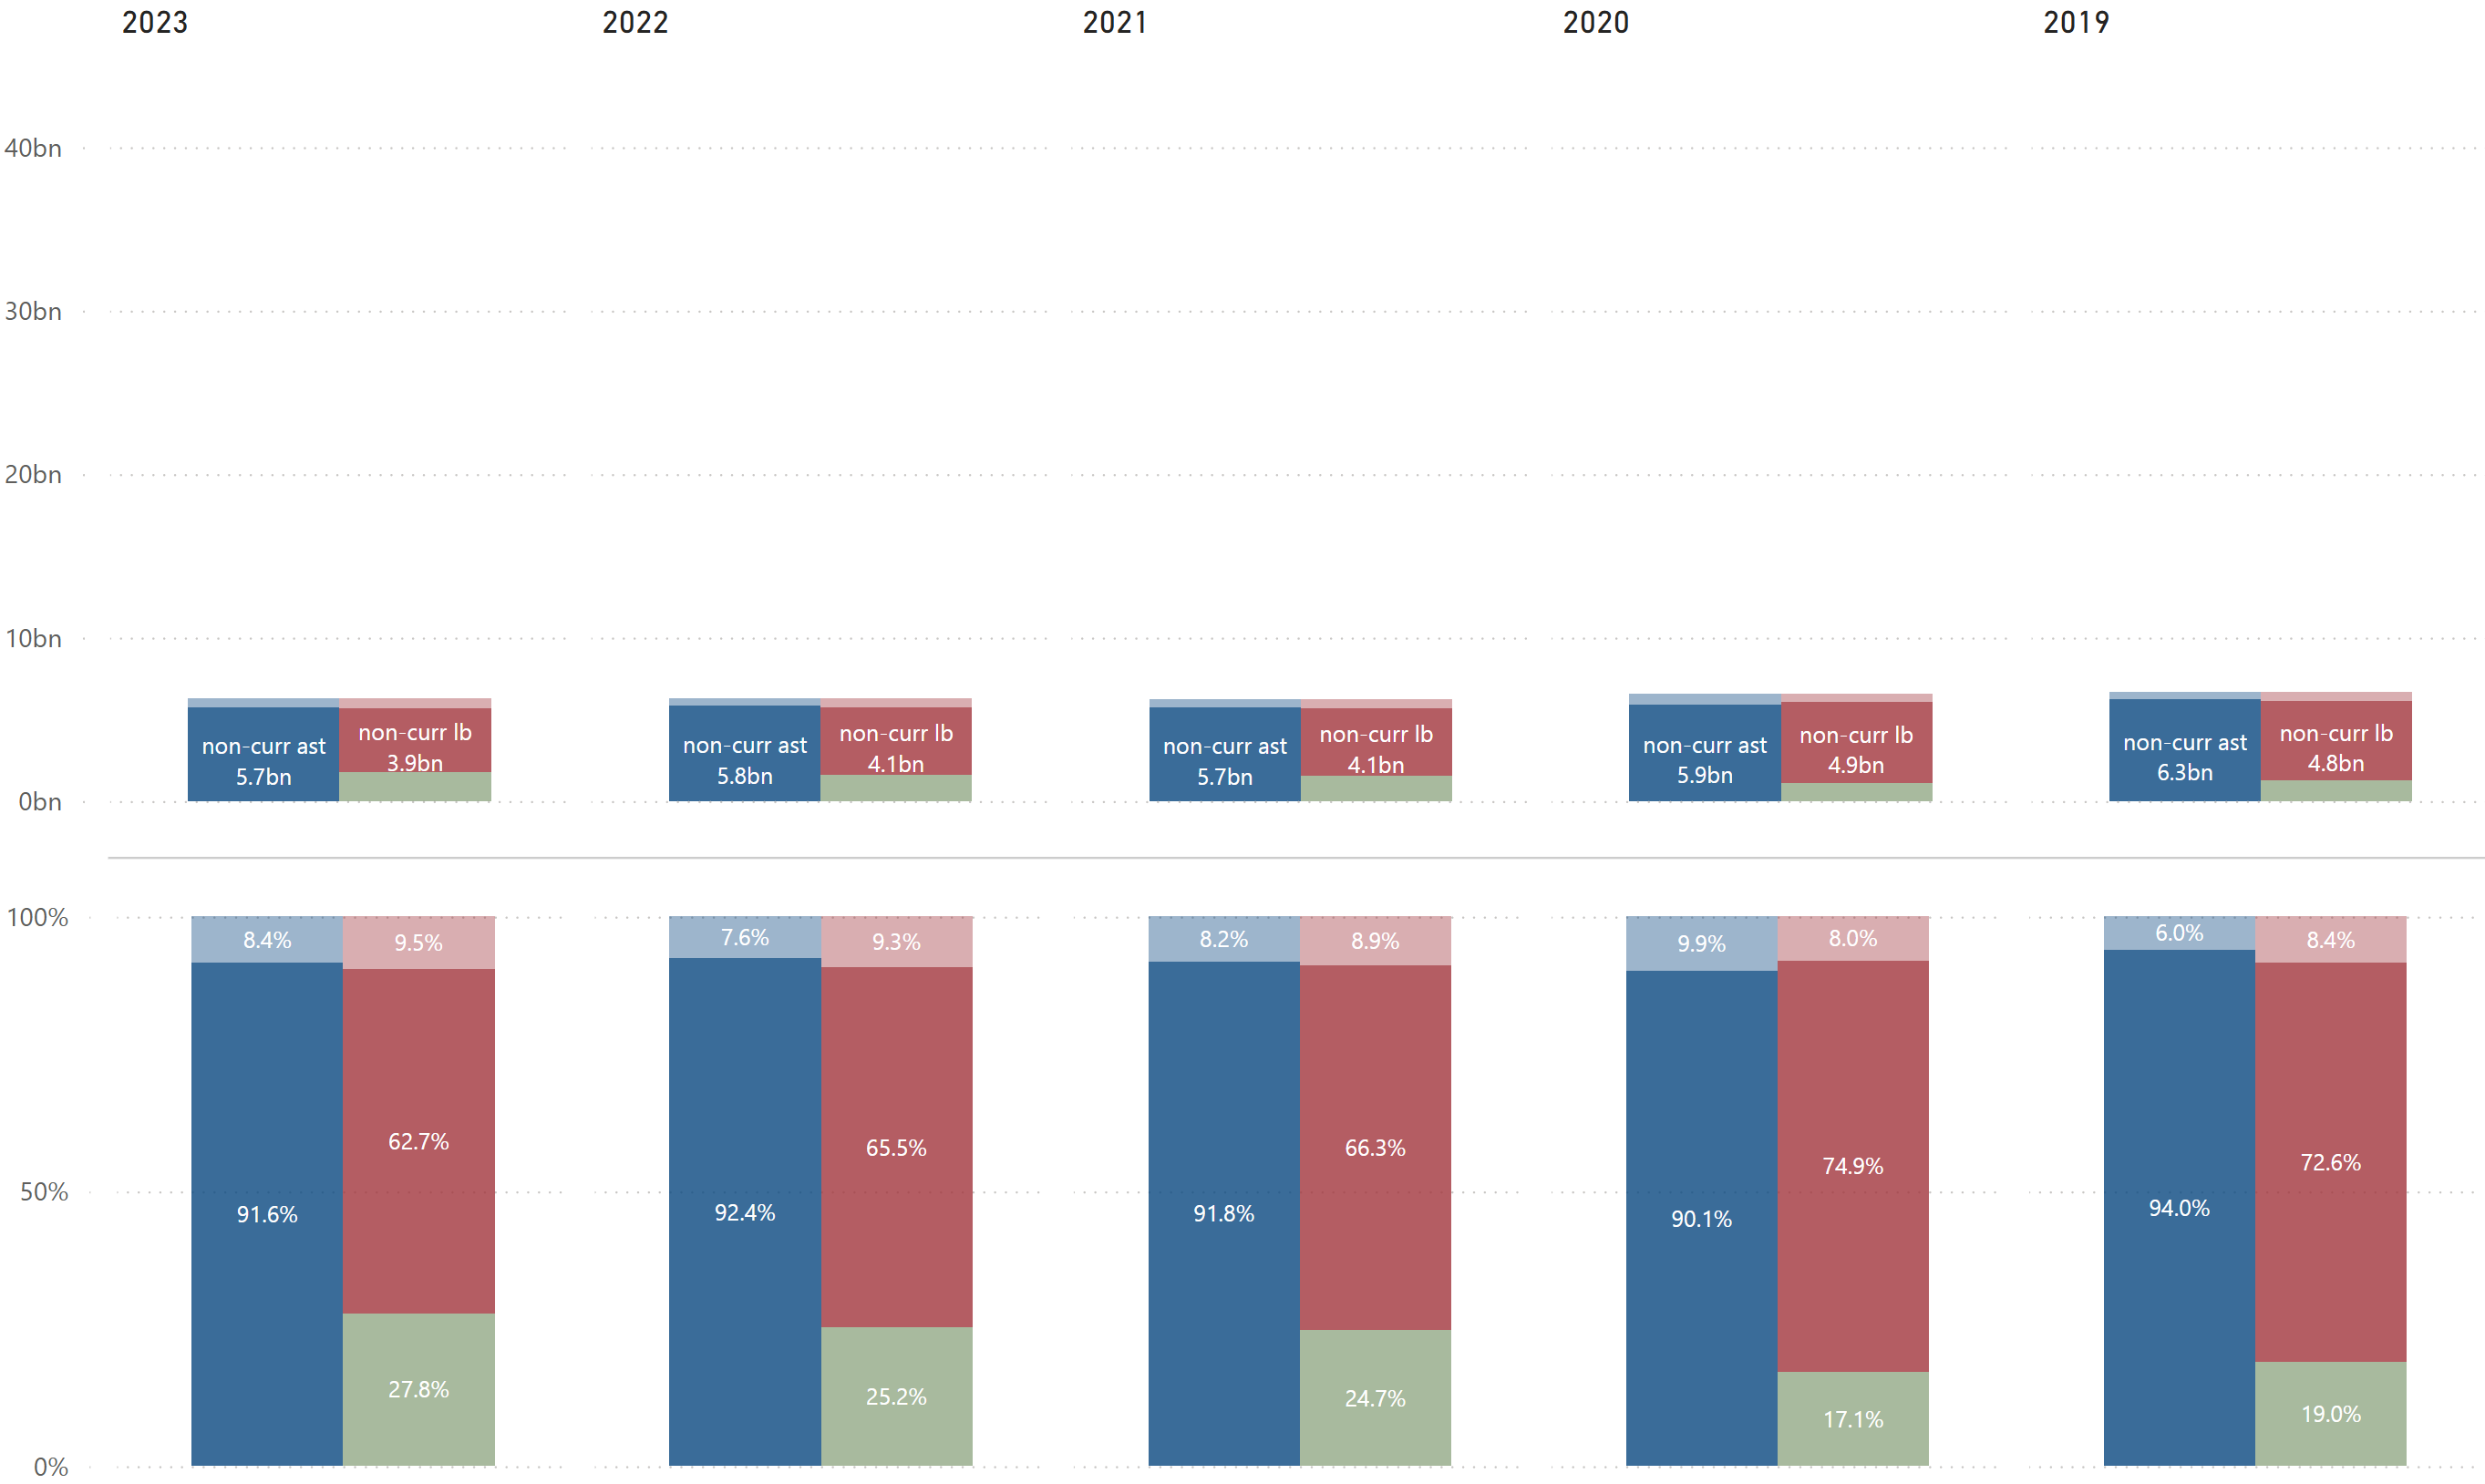 2023 2022 2021 2020 2019
40bn
30bn
20bn
10bn
non-curr ast
5.7bn
non-curr lb
3.9bn
non-curr ast
5.8bn
non-curr lb
4.1bn
non-curr ast
5.7bn
non-curr lb
4.1bn
non-curr ast
5.9bn
non-curr lb
4.9bn
non-curr ast
6.3bn
non-curr lb
4.8bn
0bn
100%
8.4% 9.5% 7.6% 9.3% 8.2% 8.9% 9.9% 8.0% 6.0% 8.4%
62.7% 65.5% 66.3% 74.9% 72.6%
50%
91.6% 92.4% 91.8% 90.1% 94.0%
27.8% 25.2% 24.7% 17.1% 19.0%
0%